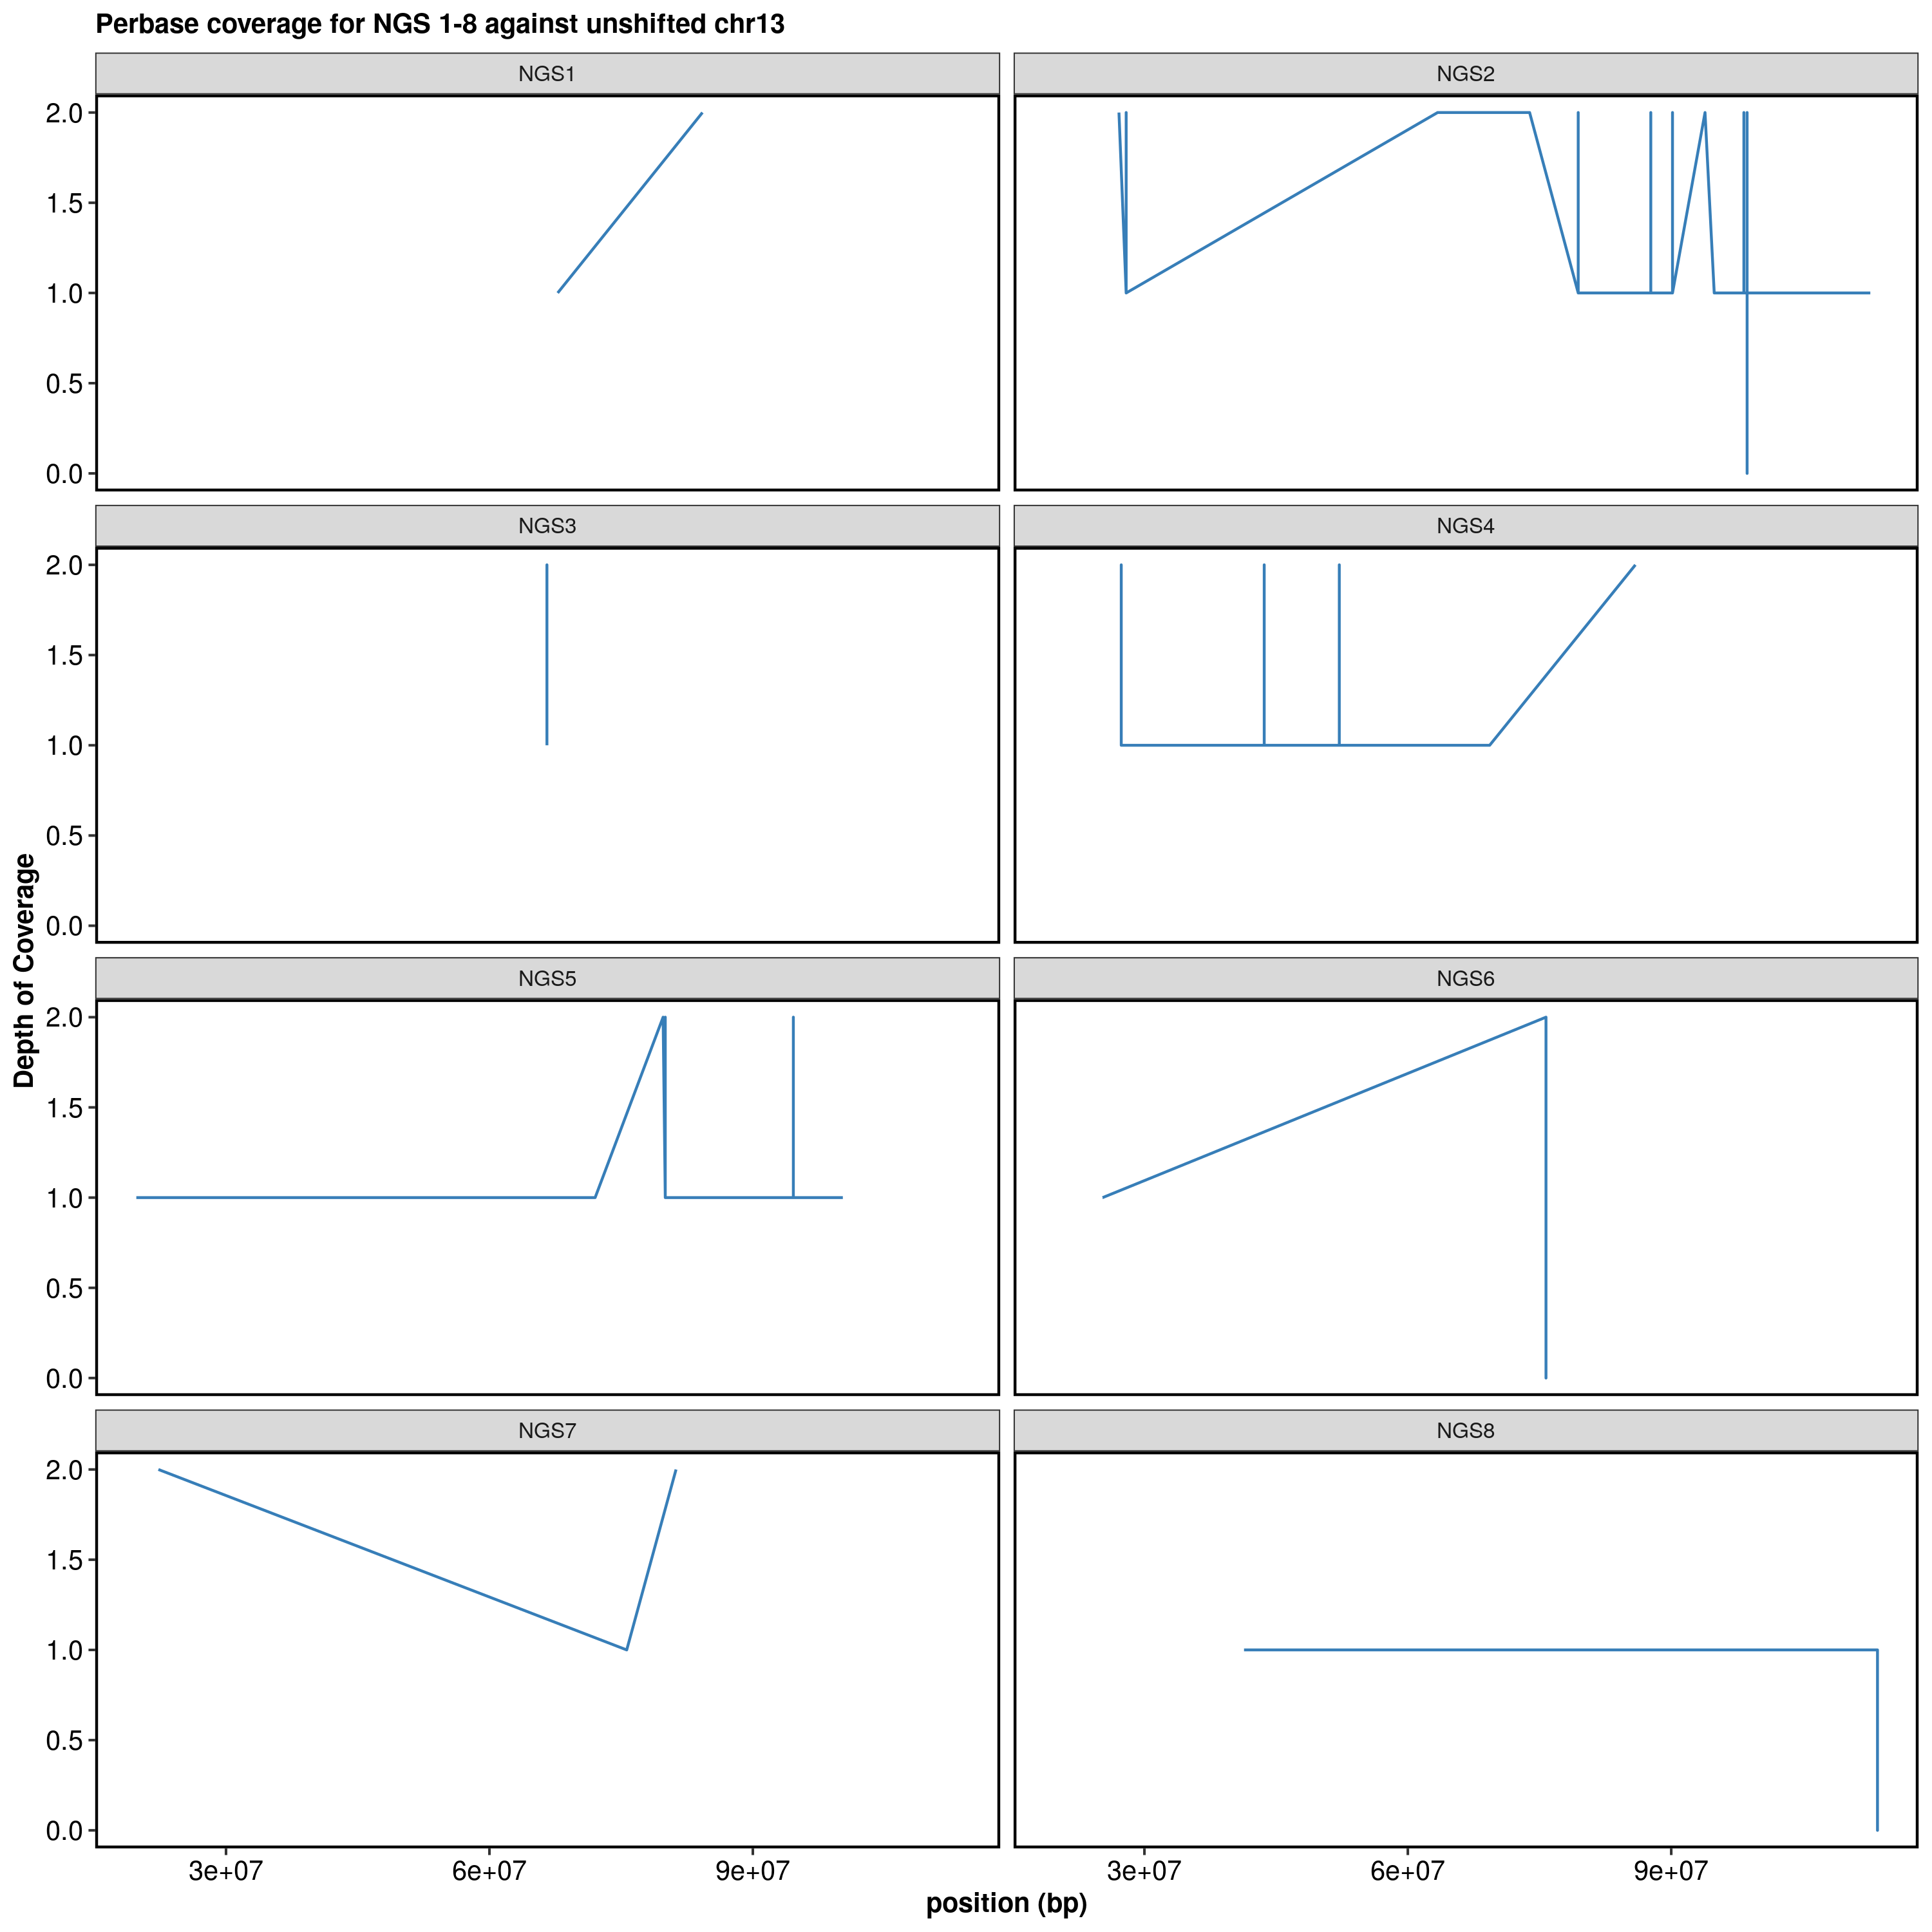 Perbase coverage for NGS 1-8 against unshifted chr13
NGS1
NGS2
2.0
1.5
1.0
0.5
0.0
NGS3
NGS4
2.0
1.5
1.0
0.5
0.0
Depth of Coverage
NGS5
NGS6
2.0
1.5
1.0
0.5
0.0
NGS7
NGS8
2.0
1.5
1.0
0.5
0.0
3e+07 6e+07 9e+07
3e+07 6e+07 9e+07
position (bp)